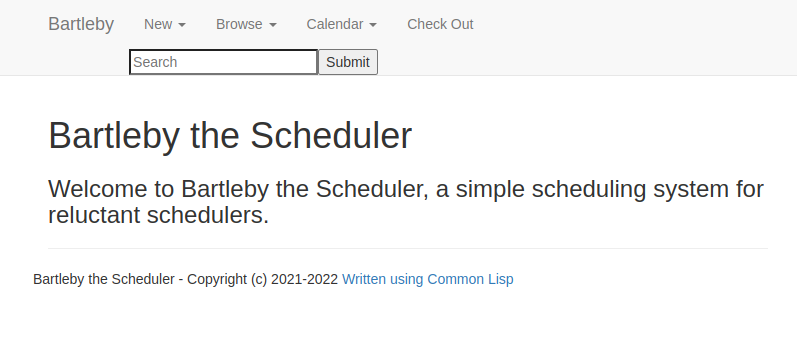 Bartleby New Browse Calendar Check Out
Search Submit
Bartleby the Scheduler
Welcome to Bartleby the Scheduler, a simple scheduling system for
reluctant schedulers.
Bartleby the Scheduler - Copyright (c) 2021-2022 Written using Common Lisp